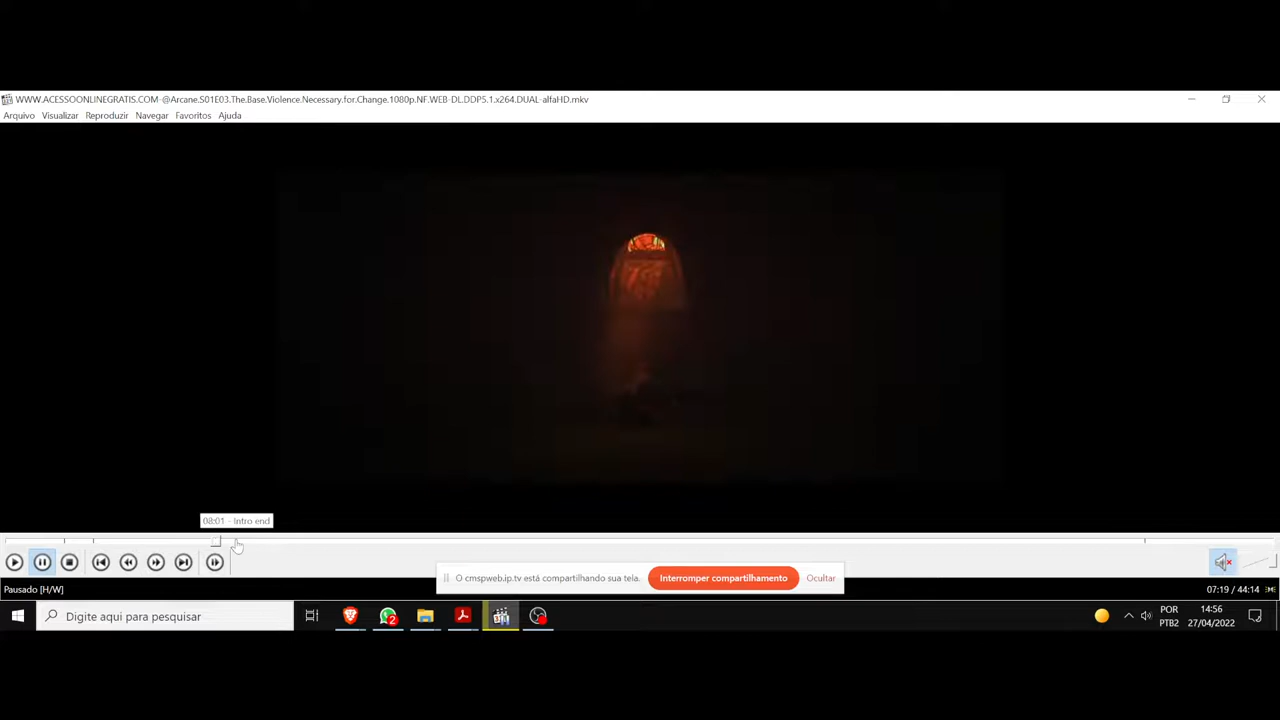 WWW.ACESSOONLINEGRATIS.COM-@Arcane.S01E03.The.Base.Violence.Necessary.for.Change.1080p.NF.WEB-DL.DDP5.1.x264.DUAL-alfaHD.mkv
Arquivo Visualizar Reproduzir Navegar Favoritos Ajuda
08:01 - Intro end
O cmspweb.ip.tv está compartilhando sua tela. Interromper compartilhamento Ocultar
Pausado [H/W] 07:19 / 44:14
Digite aqui para pesquisar 2 POR 14:56
PTB2 27/04/2022